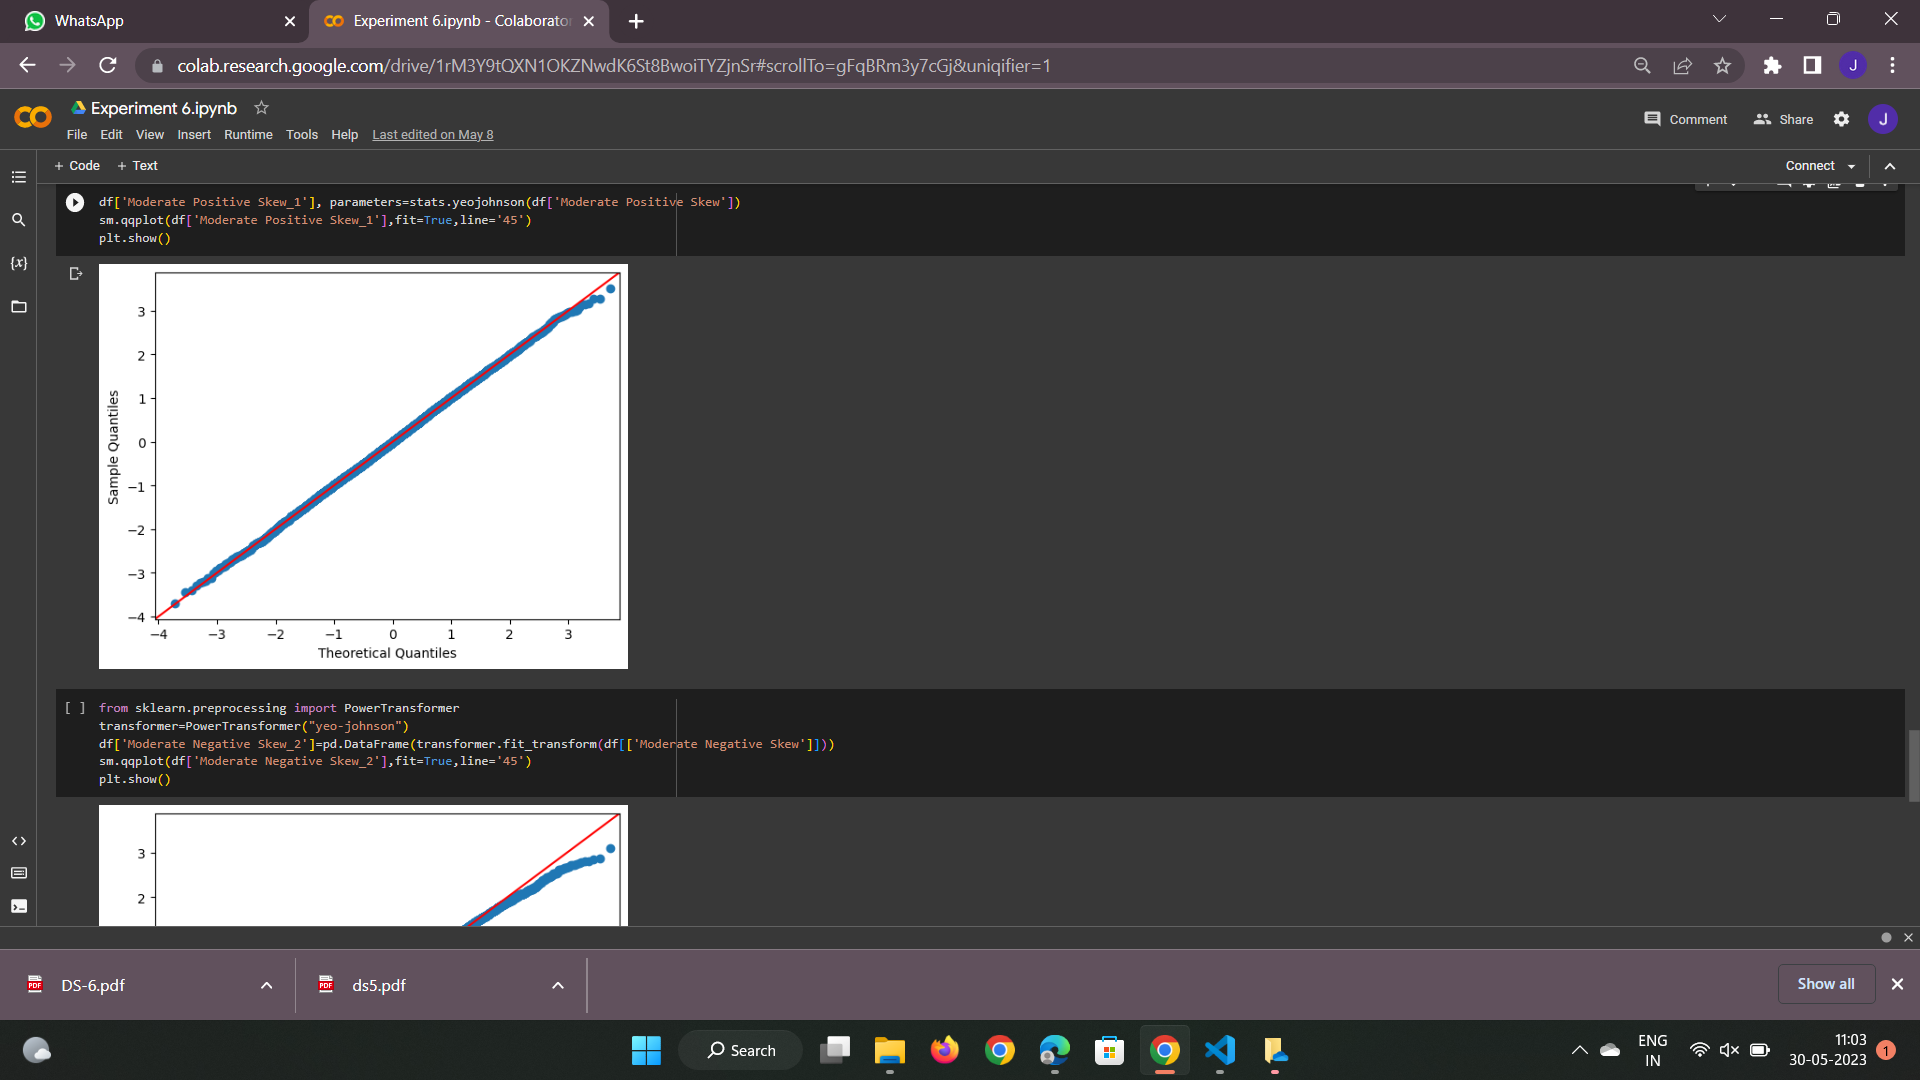 WhatsApp
Experiment 6.ipynb - Colaborator
colab.research.google.com/drive/1rM3Y9tQXN1OKZNwdK6St8BwoiTYZjnSr#scrollTo=gFqBRm3y7cGj&uniqifier=1
J
Experiment 6.ipynb
File Edit View Insert Runtime Tools Help Last edited on May 8
Comment Share J
+ Code + Text
Connect
{x}
df['Moderate Positive Skew_1'], parameters=stats.yeojohnson(df['Moderate Positive Skew'])
sm.qqplot(df['Moderate Positive Skew_1'],fit=True,line='45')
plt.show()
3
2
1
0
−1
−2
−3
−4
Sample Quantiles
−4 −3 −2 −1 0 1 2 3
Theoretical Quantiles
[ ] from sklearn.preprocessing import PowerTransformer
transformer=PowerTransformer("yeo-johnson")
df['Moderate Negative Skew_2']=pd.DataFrame(transformer.fit_transform(df[['Moderate Negative Skew']]))
sm.qqplot(df['Moderate Negative Skew_2'],fit=True,line='45')
plt.show()
3
2
PDF DS-6.pdf
PDF ds5.pdf
Show all
Search
ENG
IN
11:03
30-05-2023
1